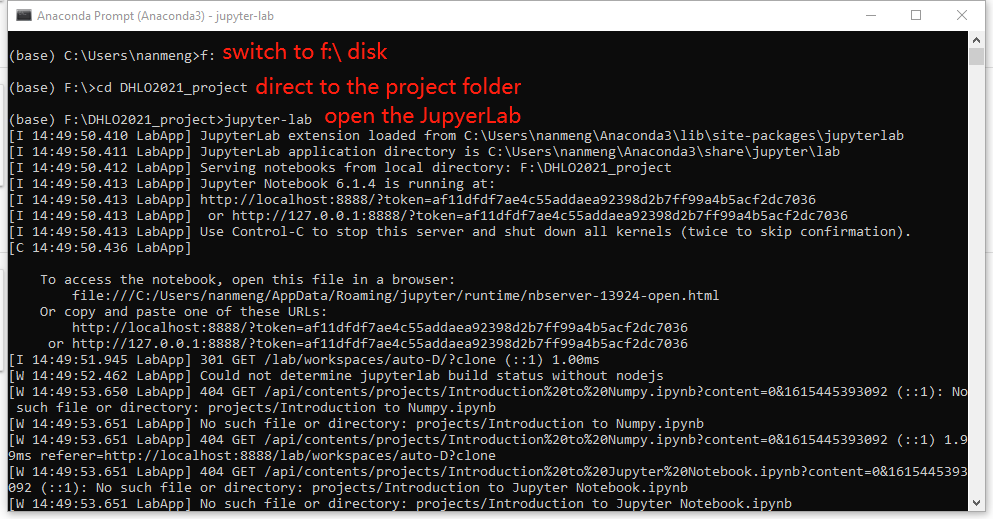 Anaconda Prompt (Anaconda3) - jupyter-lab
(base) C:\Users\nanmeng>f: switch to f:\ disk
(base) F:\>cd DHLO2021_project direct to the project folder
(base) F:\DHLO2021_project>jupyter-lab open the JupyerLab
[I 14:49:50.410 LabApp] JupyterLab extension loaded from C:\Users\nanmeng\Anaconda3\lib\site-packages\jupyterlab
[I 14:49:50.411 LabApp] JupyterLab application directory is C:\Users\nanmeng\Anaconda3\share\jupyter\lab
[I 14:49:50.412 LabApp] Serving notebooks from local directory: F:\DHLO2021_project
[I 14:49:50.413 LabApp] Jupyter Notebook 6.1.4 is running at:
[I 14:49:50.413 LabApp] http://localhost:8888/?token=af11dfdf7ae4c55addaea92398d2b7ff99a4b5acf2dc7036
[I 14:49:50.413 LabApp]  or http://127.0.0.1:8888/?token=af11dfdf7ae4c55addaea92398d2b7ff99a4b5acf2dc7036
[I 14:49:50.413 LabApp] Use Control-C to stop this server and shut down all kernels (twice to skip confirmation).
[C 14:49:50.436 LabApp]
To access the notebook, open this file in a browser:
file:///C:/Users/nanmeng/AppData/Roaming/jupyter/runtime/nbserver-13924-open.html
Or copy and paste one of these URLs:
http://localhost:8888/?token=af11dfdf7ae4c55addaea92398d2b7ff99a4b5acf2dc7036
or http://127.0.0.1:8888/?token=af11dfdf7ae4c55addaea92398d2b7ff99a4b5acf2dc7036
[I 14:49:51.945 LabApp] 301 GET /lab/workspaces/auto-D/?clone (::1) 1.00ms
[W 14:49:52.462 LabApp] Could not determine jupyterlab build status without nodejs
[W 14:49:53.650 LabApp] 404 GET /api/contents/projects/Introduction%20to%20Numpy.ipynb?content=0&1615445393092 (::1): No
such file or directory: projects/Introduction to Numpy.ipynb
[W 14:49:53.651 LabApp] No such file or directory: projects/Introduction to Numpy.ipynb
[W 14:49:53.651 LabApp] 404 GET /api/contents/projects/Introduction%20to%20Numpy.ipynb?content=0&1615445393092 (::1) 1.9
9ms referer=http://localhost:8888/lab/workspaces/auto-D?clone
[W 14:49:53.651 LabApp] 404 GET /api/contents/projects/Introduction%20to%20Jupyter%20Notebook.ipynb?content=0&1615445393
092 (::1): No such file or directory: projects/Introduction to Jupyter Notebook.ipynb
[W 14:49:53.651 LabApp] No such file or directory: projects/Introduction to Jupyter Notebook.ipynb